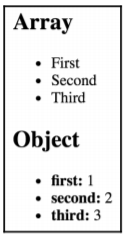 Array
First
Second
Third
Object
first: 1
second: 2
third: 3